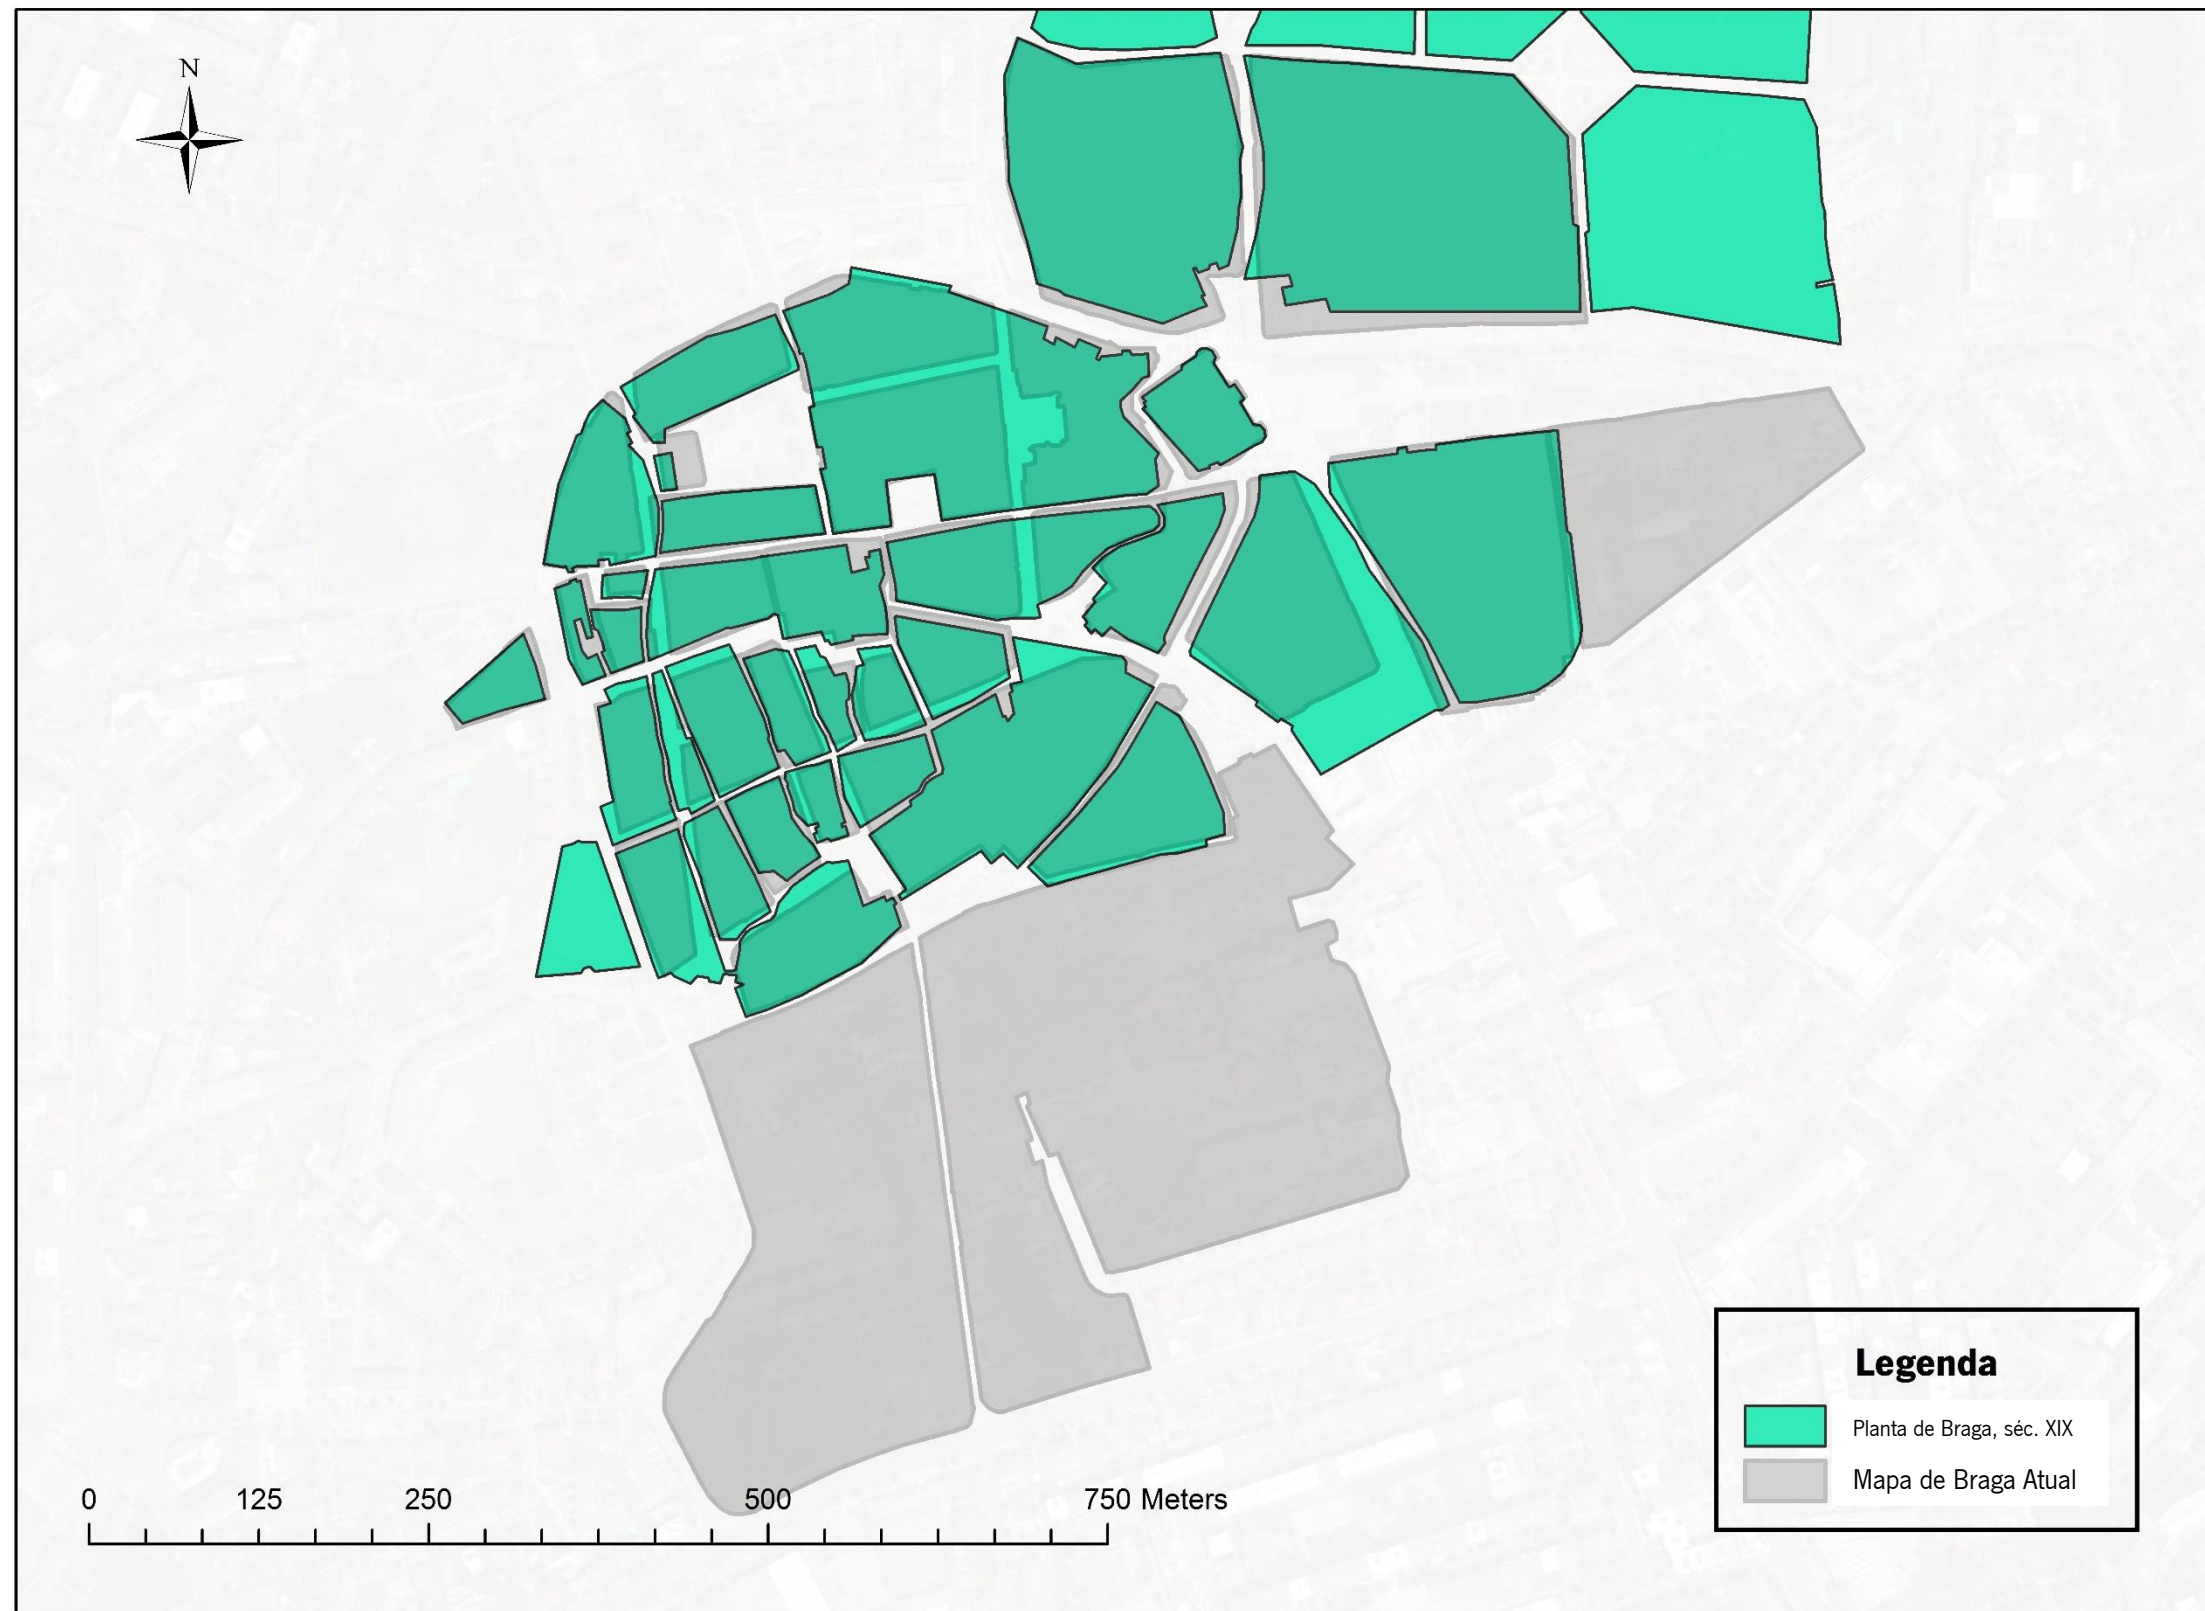 N
Legenda
Planta de Braga, séc. XIX
Mapa de Braga Atual
0 125 250 500 750 Meters